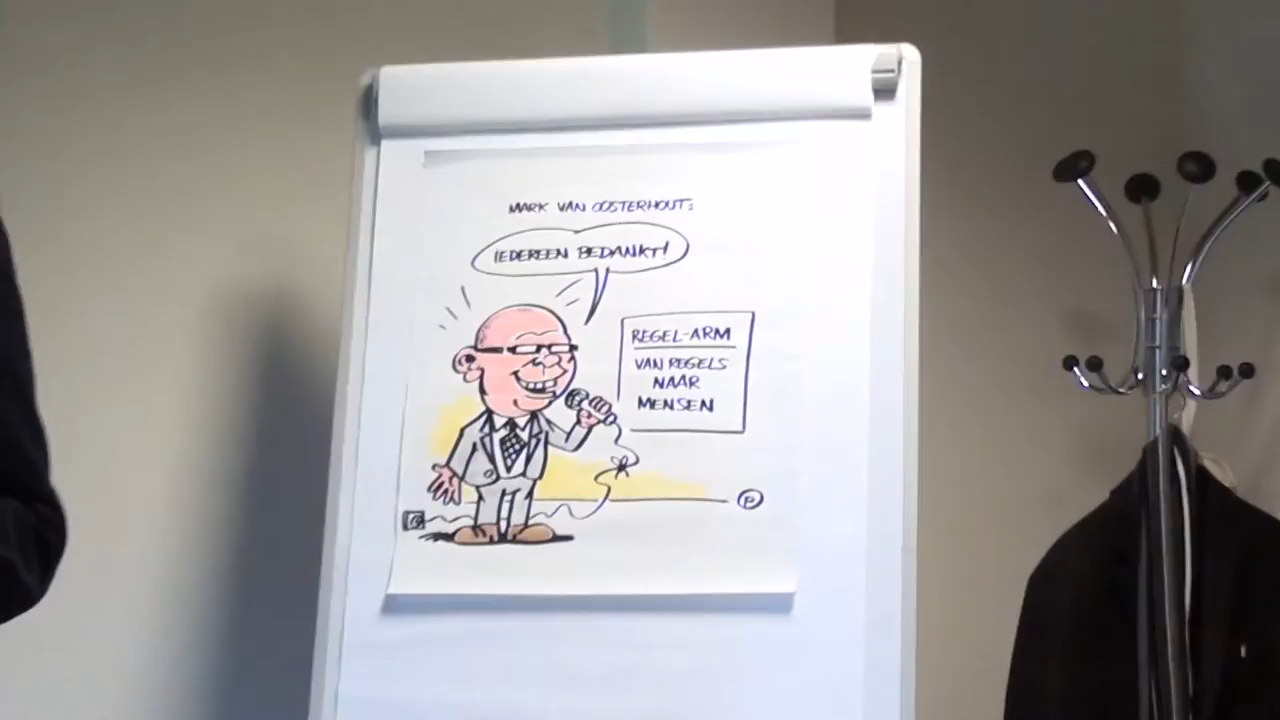 MARK VAN OOSTERHOUT:
IEDEREEN BEDANKT!
REGEL-ARM
VAN REGELS
NAAR
MENSEN
P